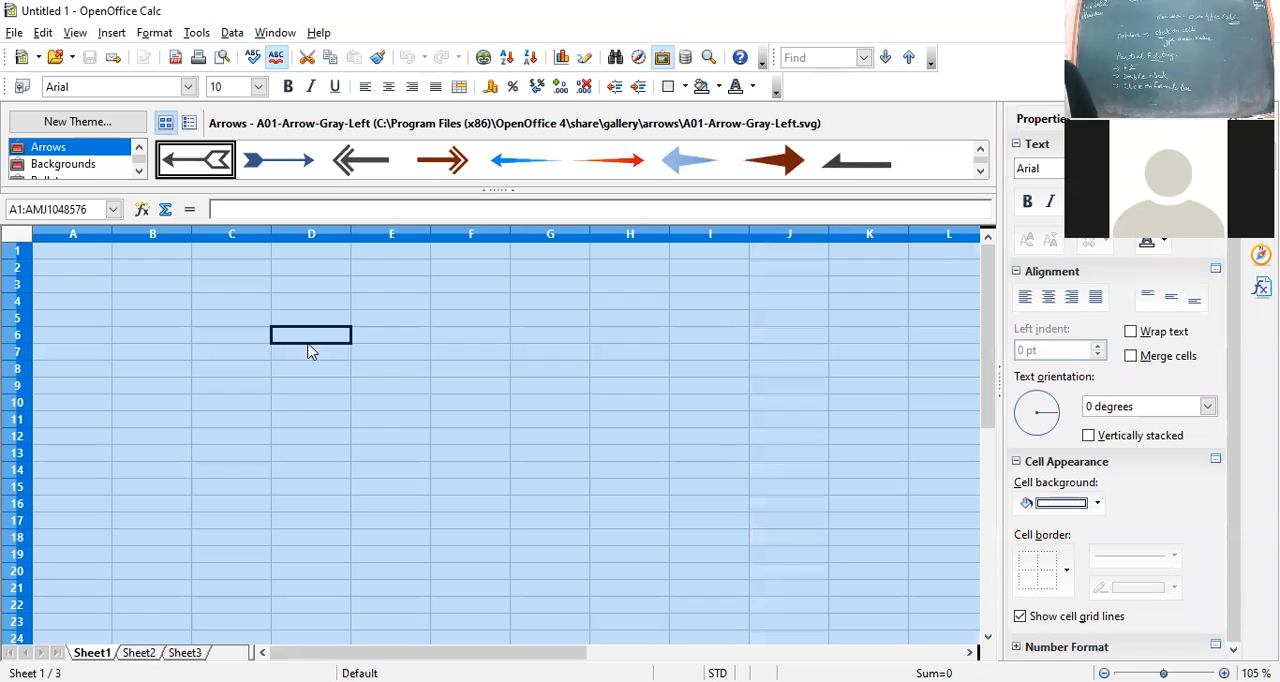 Untitled 1 - OpenOffice Calc
File Edit View Insert Format Tools Data Window Help
Find
Arial 10
New Theme...
Arrows - A01-Arrow-Gray-Left (C:\Program Files (x86)\OpenOffice 4\share\gallery\arrows\A01-Arrow-Gray-Left.svg)
Arrows
Backgrounds
A1:AMJ1048576
A B C D E F G H I J K L
1
2
3
4
5
6
7
8
9
10
11
12
13
14
15
16
17
18
19
20
21
22
23
24
Sheet1 Sheet2 Sheet3
Sheet 1 / 3 Default STD Sum=0 105 %
Properties
Text
Arial
B I
Alignment
Left indent: Wrap text
0 pt Merge cells
Text orientation:
0 degrees
Vertically stacked
Cell Appearance
Cell background:
Cell border:
Show cell grid lines
Number Format
Partial Editing